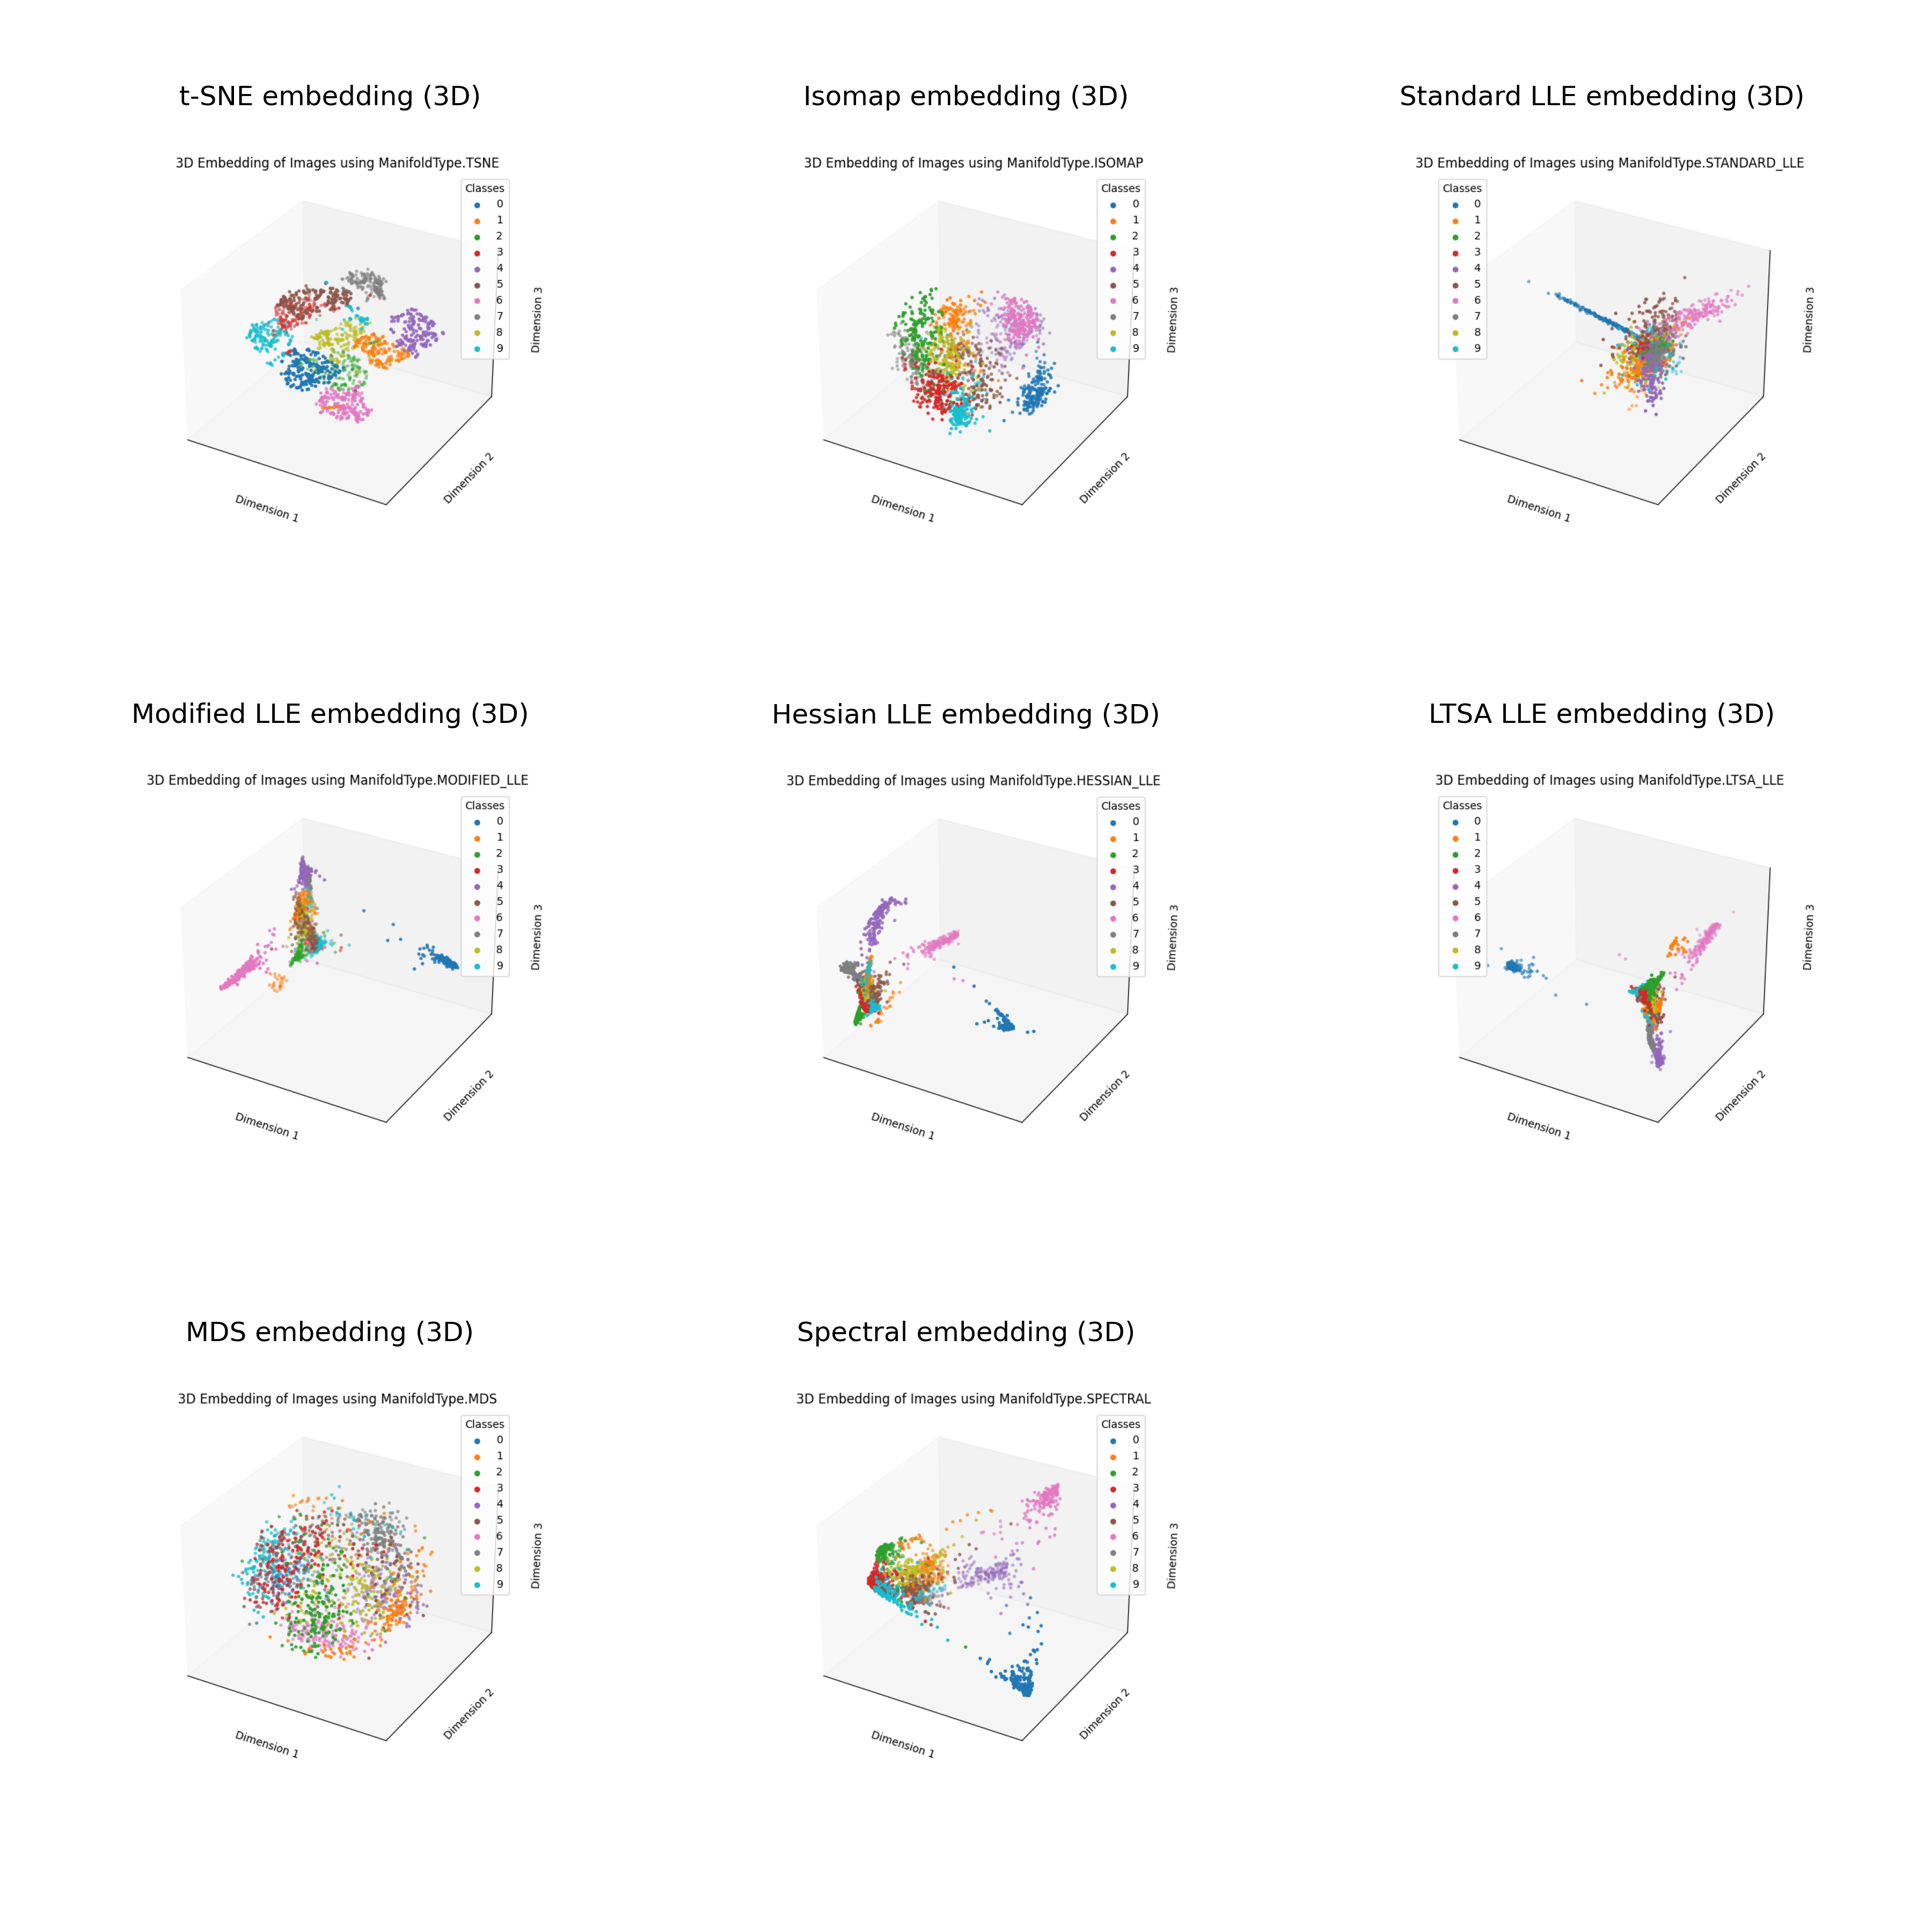 t-SNE embedding (3D)
3D Embedding of Images using ManifoldType.TSNE
Classes
0
1
2
3
4
5
6
7
8
9
Dimension 1
Dimension 2
Dimension 3
Isomap embedding (3D)
3D Embedding of Images using ManifoldType.ISOMAP
Classes
0
1
2
3
4
5
6
7
8
9
Dimension 1
Dimension 2
Dimension 3
Standard LLE embedding (3D)
3D Embedding of Images using ManifoldType.STANDARD_LLE
Classes
0
1
2
3
4
5
6
7
8
9
Dimension 1
Dimension 2
Dimension 3
Modified LLE embedding (3D)
3D Embedding of Images using ManifoldType.MODIFIED_LLE
Classes
0
1
2
3
4
5
6
7
8
9
Dimension 1
Dimension 2
Dimension 3
Hessian LLE embedding (3D)
3D Embedding of Images using ManifoldType.HESSIAN_LLE
Classes
0
1
2
3
4
5
6
7
8
9
Dimension 1
Dimension 2
Dimension 3
LTSA LLE embedding (3D)
3D Embedding of Images using ManifoldType.LTSA_LLE
Classes
0
1
2
3
4
5
6
7
8
9
Dimension 1
Dimension 2
Dimension 3
MDS embedding (3D)
3D Embedding of Images using ManifoldType.MDS
Classes
0
1
2
3
4
5
6
7
8
9
Dimension 1
Dimension 2
Dimension 3
Spectral embedding (3D)
3D Embedding of Images using ManifoldType.SPECTRAL
Classes
0
1
2
3
4
5
6
7
8
9
Dimension 1
Dimension 2
Dimension 3